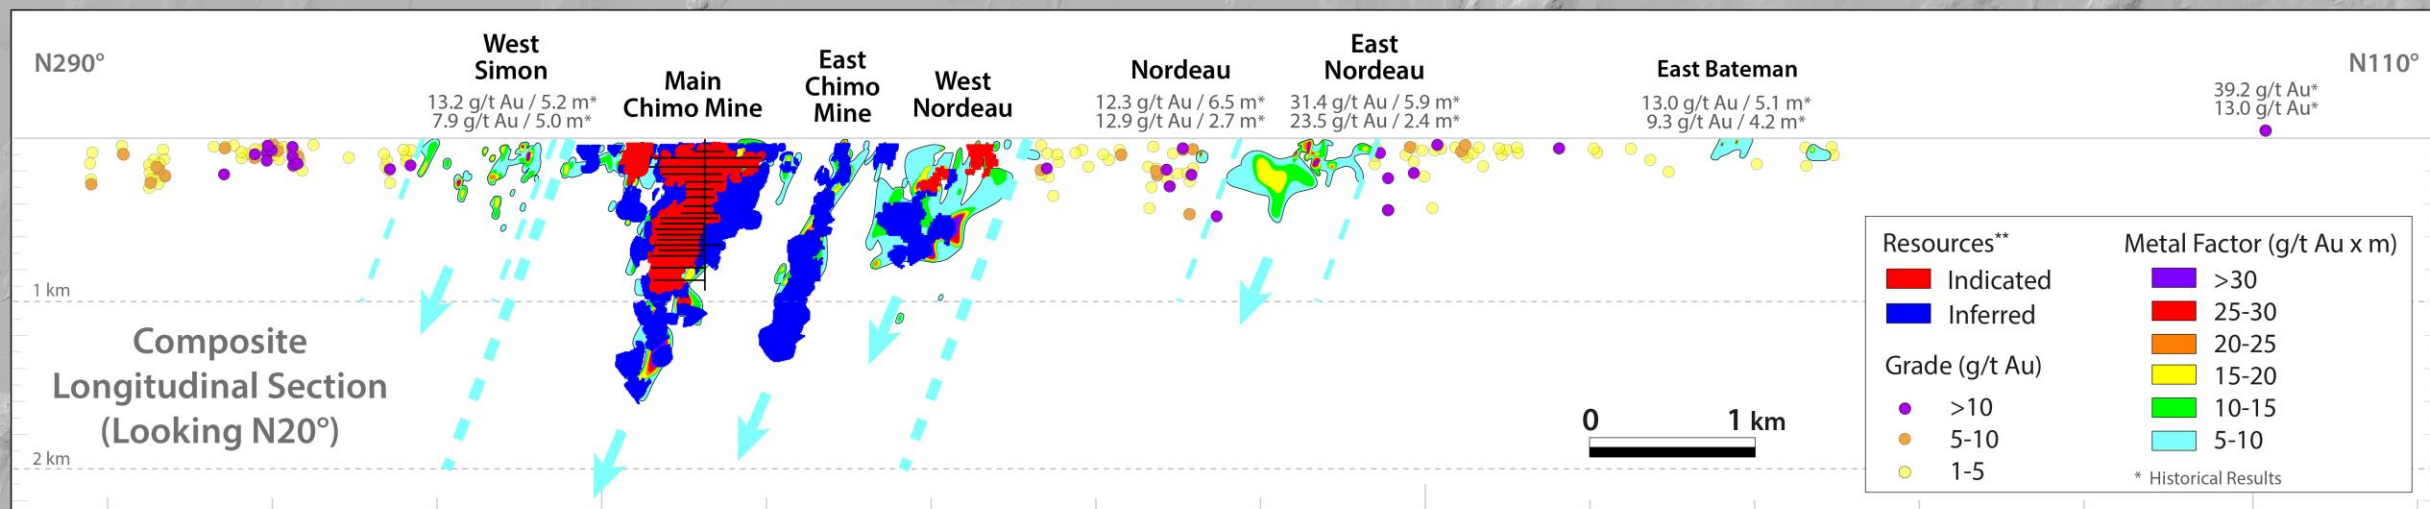 N290°
West
Simon
13.2 g/t Au / 5.2 m*
7.9 g/t Au / 5.0 m*
Main
Chimo Mine
East
Chimo
Mine
West
Nordeau
Nordeau
12.3 g/t Au / 6.5 m*
12.9 g/t Au / 2.7 m*
East
Nordeau
31.4 g/t Au / 5.9 m*
23.5 g/t Au / 2.4 m*
East Bateman
13.0 g/t Au / 5.1 m*
9.3 g/t Au / 4.2 m*
39.2 g/t Au*
13.0 g/t Au*
N110°
1 km
2 km
Composite
Longitudinal Section
(Looking N20°)
0 1 km
Resources**
Indicated
Inferred
Grade (g/t Au)
>10
5-10
1-5
Metal Factor (g/t Au x m)
>30
25-30
20-25
15-20
10-15
5-10
* Historical Results